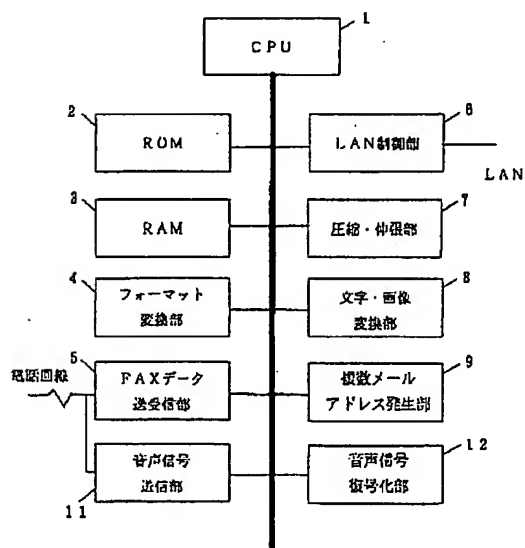 1
CPU
2
ROM
6
LAN制御部
LAN
3
RAM
7
圧縮・伸張部
4
フォーマット
変換部
8
文字・画像
変換部
電話回線
5
FAXデータ
送受信部
9
複数メール
アドレス発生部
音声信号
送信部
11
12
音声信号
復号化部